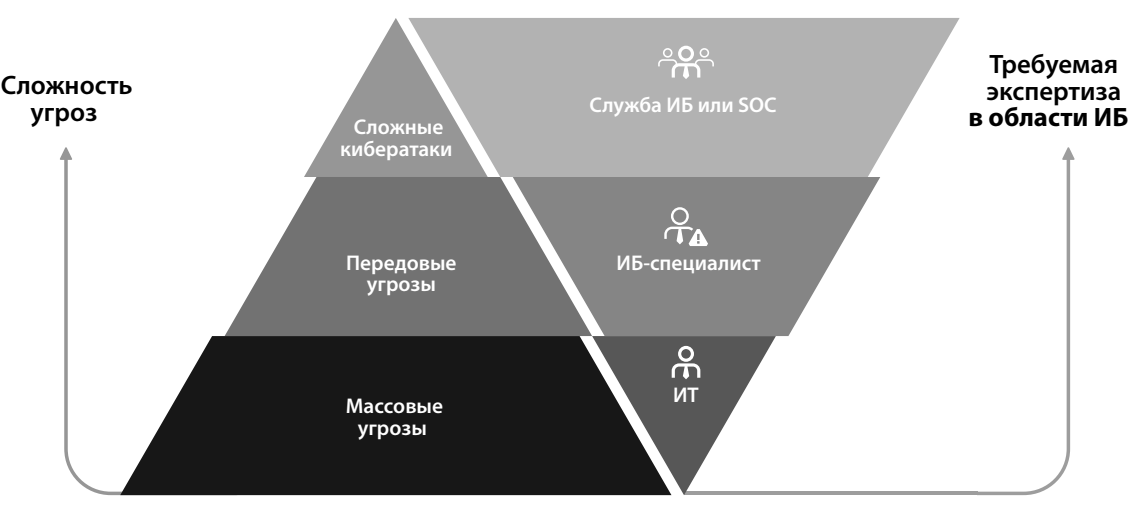 Сложность
угроз
Сложные
кибератаки
Служба ИБ или SOC
Требуемая
экспертиза
в области ИБ
Передовые
угрозы
ИБ-специалист
Массовые
угрозы
ИТ